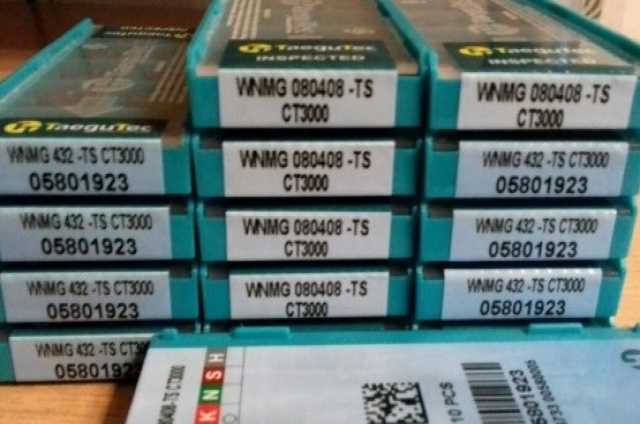 TaeguTec
INSPECTED
TaeguTec
INSPECTED
TaeguTec
WNMG 080408 -TS
CT3000
WNMG 080408 -TS
CT3000
WNMG 432 -TS CT3000
05801923
WNMG 080408 -TS
CT3000
WNMG 432 -TS CT3000
05801923
WNMG 432 -TS CT3000
05801923
WNMG 080408 -TS
CT3000
WNMG 432 -TS CT3000
05801923
WNMG 432 -TS CT3000
05801923
WNMG 080408 -TS
CT3000
WNMG 432 -TS CT3000
05801923
WNMG 432 -TS
05801923
-TS CT3000
K N S H
10 PCS